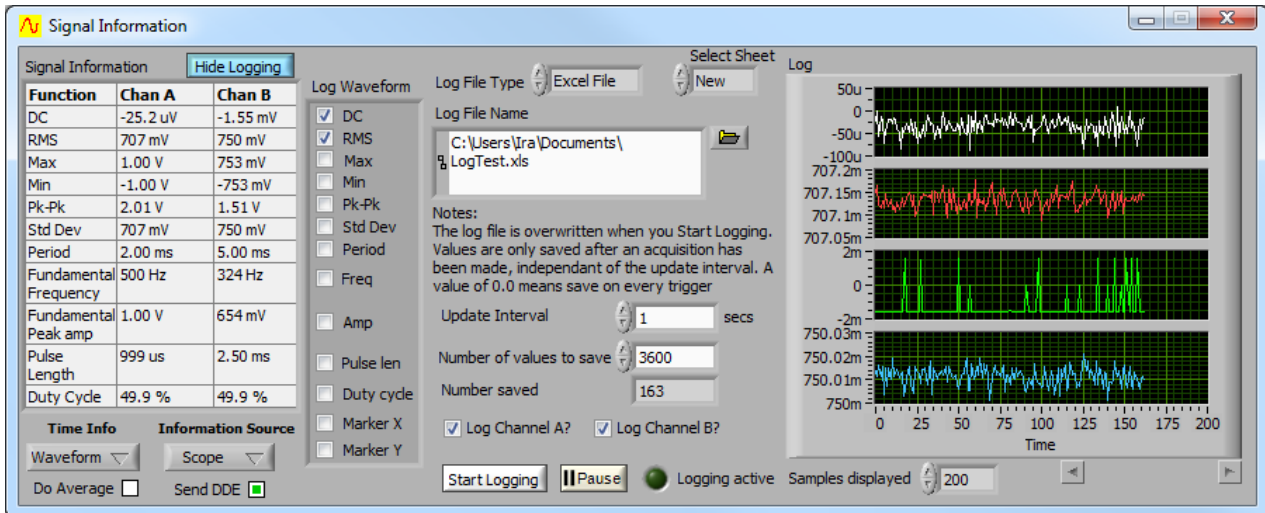 Signal Information
Signal Information
Hide Logging
Function Chan A Chan B
DC -25.2 uV -1.55 mV
RMS 707 mV 750 mV
Max 1.00 V 753 mV
Min -1.00 V -753 mV
Pk-Pk 2.01 V 1.51 V
Std Dev 707 mV 750 mV
Period 2.00 ms 5.00 ms
Fundamental 500 Hz 324 Hz
Frequency
Fundamental 1.00 V 654 mV
Peak amp
Pulse 999 us 2.50 ms
Length
Duty Cycle 49.9 % 49.9 %
Time Info Information Source
Waveform Scope
Do Average Send DDE
Log Waveform
DC
RMS
Max
Min
Pk-Pk
Std Dev
Period
Freq
Amp
Pulse len
Duty cycle
Marker X
Marker Y
Select Sheet
Log File Type Excel File New
Log File Name
C:\Users\Ira\Documents\
LogTest.xls
Notes:
The log file is overwritten when you Start Logging.
Values are only saved after an acquisition has
been made, independant of the update interval. A
value of 0.0 means save on every trigger
Update Interval 1 secs
Number of values to save 3600
Number saved 163
Log Channel A? Log Channel B?
Start Logging Pause Logging active
Log
50u
0
-50u
-100u
707.2m
707.15m
707.1m
707.05m
2m
0
-2m
750.03m
750.02m
750.01m
750m
0 25 50 75 100 125 150 175 200
Time
Samples displayed 200